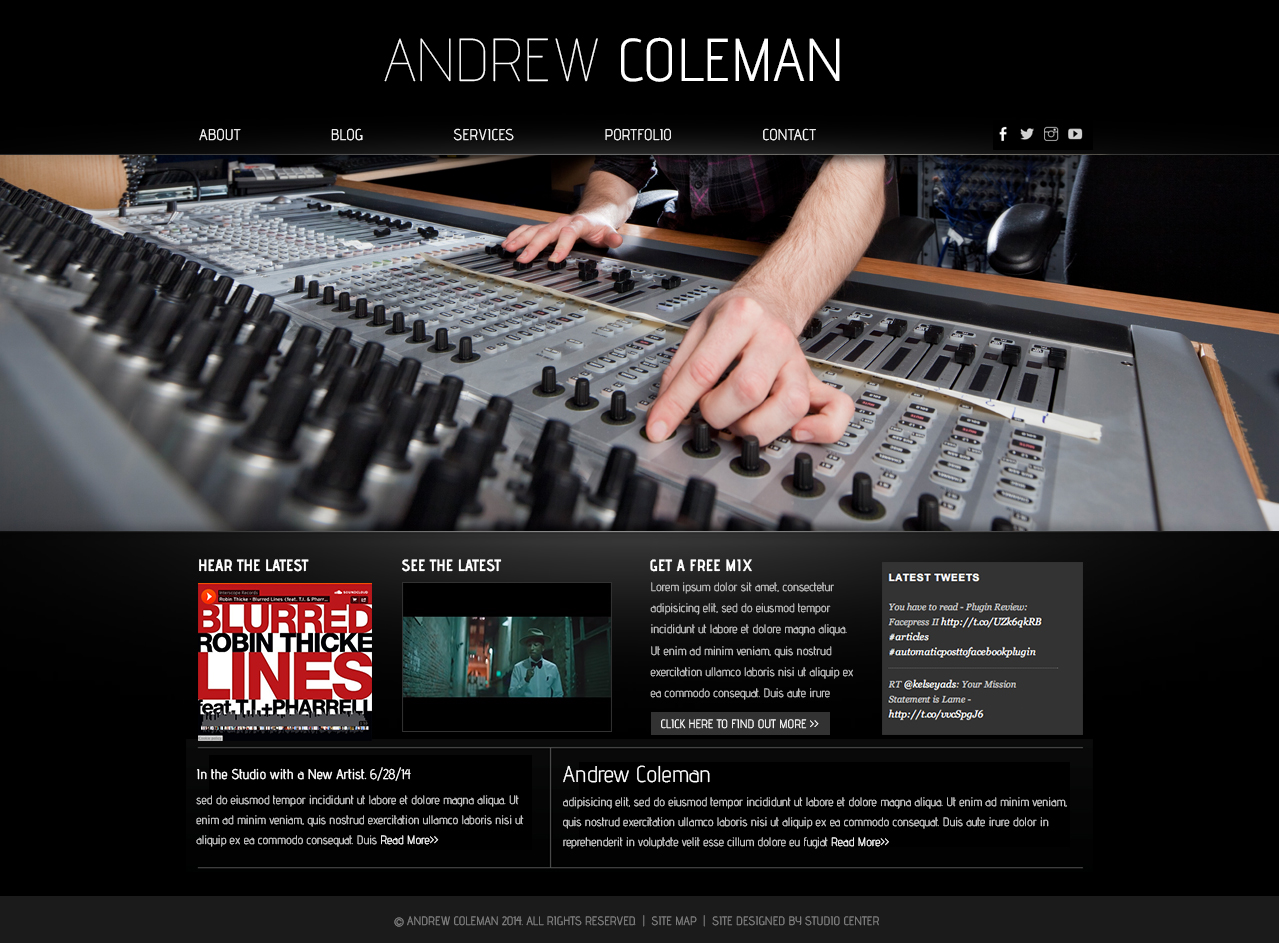 ANDREW COLEMAN
ABOUT BLOG SERVICES PORTFOLIO CONTACT
HEAR THE LATEST
Interscope Records
SOUNDCLOUD
Robin Thicke - Blurred Lines (feat. T.I. & Pharr...
BLURRED
ROBIN THICKE
LINES
feat. T.I.+PHARRELL
SEE THE LATEST
GET A FREE MIX
Lorem ipsum dolor sit amet, consectetur
adipisicing elit, sed do eiusmod tempor
incididunt ut labore et dolore magna aliqua.
Ut enim ad minim veniam, quis nostrud
exercitation ullamco laboris nisi ut aliquip ex
ea commodo consequat. Duis aute irure
CLICK HERE TO FIND OUT MORE >>
LATEST TWEETS
You have to read - Plugin Review:
Facepress II http://t.co/UZk6qkRB
#articles
#automaticposttofacebookplugin
RT @kelseyads: Your Mission
Statement is Lame -
http://t.co/vvcSpgJ6
In the Studio with a New Artist. 6/28/14
sed do eiusmod tempor incididunt ut labore et dolore magna aliqua. Ut
enim ad minim veniam, quis nostrud exercitation ullamco laboris nisi ut
aliquip ex ea commodo consequat. Duis Read More>>
Andrew Coleman
adipisicing elit, sed do eiusmod tempor incididunt ut labore et dolore magna aliqua. Ut enim ad minim veniam,
quis nostrud exercitation ullamco laboris nisi ut aliquip ex ea commodo consequat. Duis aute irure dolor in
reprehenderit in voluptate velit esse cillum dolore eu fugiat Read More>>
© ANDREW COLEMAN 2014. ALL RIGHTS RESERVED | SITE MAP | SITE DESIGNED BY STUDIO CENTER